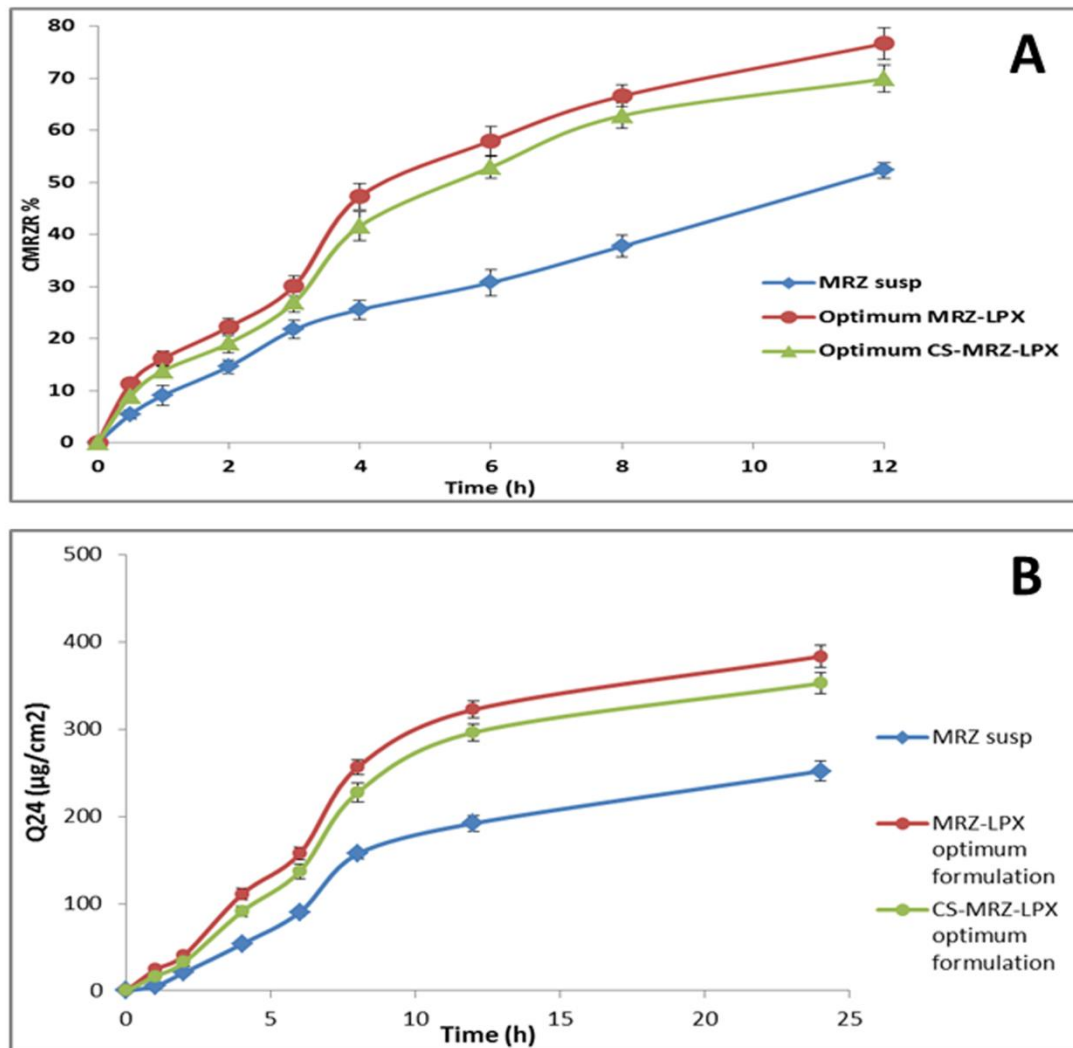 A
CMRZR %
80
70
60
50
40
30
20
10
0
0 2 4 6 8 10 12
Time (h)
MRZ susp
Optimum MRZ-LPX
Optimum CS-MRZ-LPX
B
Q24 (µg/cm2)
500
400
300
200
100
0
0 5 10 15 20 25
Time (h)
MRZ susp
MRZ-LPX
optimum
formulation
CS-MRZ-LPX
optimum
formulation